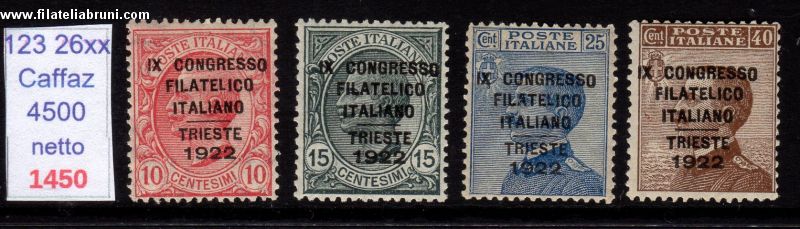 www.filateliabruni.com
123 26xx
Caffaz
4500
netto
1450
POSTE ITALIANE
IX CONGRESSO
FILATELICO
ITALIANO
TRIESTE
1922
10 10
CENTESIMI
POSTE ITALIANE
IX CONGRESSO
FILATELICO
ITALIANO
TRIESTE
1922
15 15
CENTESIMI
Cent POSTE ITALIANE 25
IX CONGRESSO
FILATELICO
ITALIANO
TRIESTE
1922
Cent POSTE ITALIANE 40
IX CONGRESSO
FILATELICO
ITALIANO
TRIESTE
1922